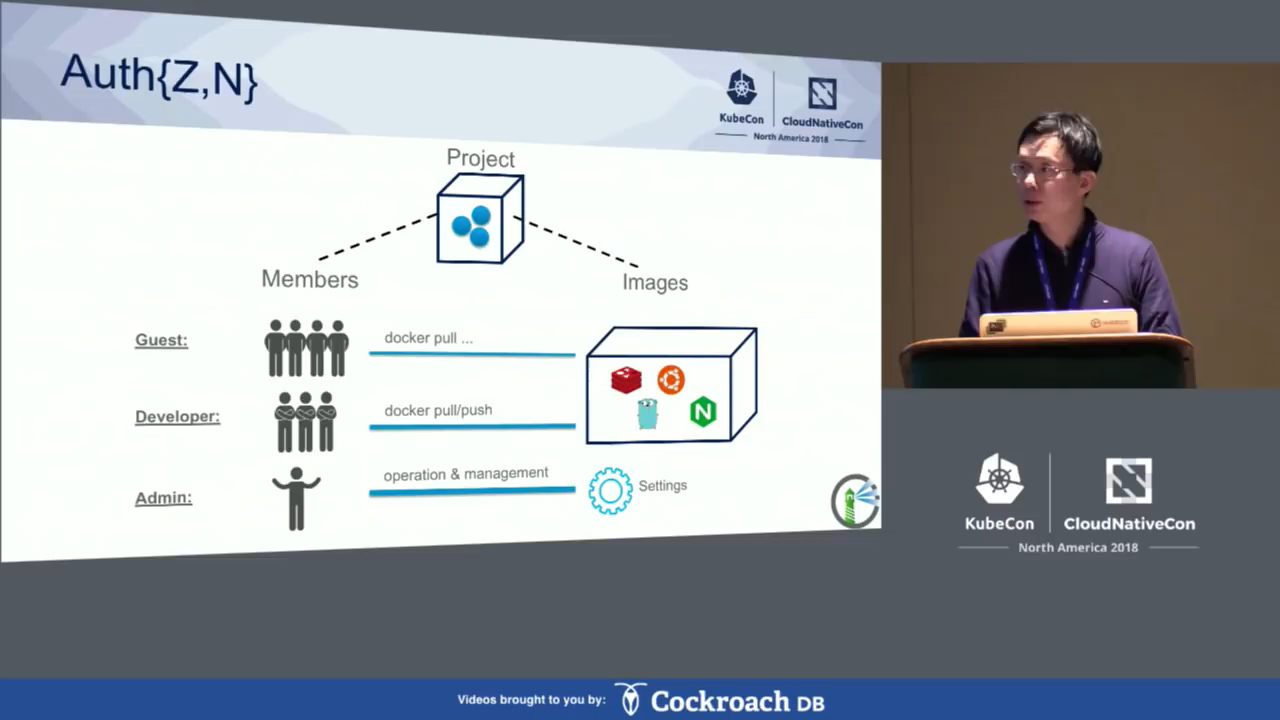 Auth{Z,N}
KubeCon
CloudNativeCon
North America 2018
Project
Members
Images
Guest:
docker pull ...
Developer:
docker pull/push
Admin:
operation & management
Settings
KubeCon
CloudNativeCon
North America 2018
Videos brought to you by:
Cockroach DB